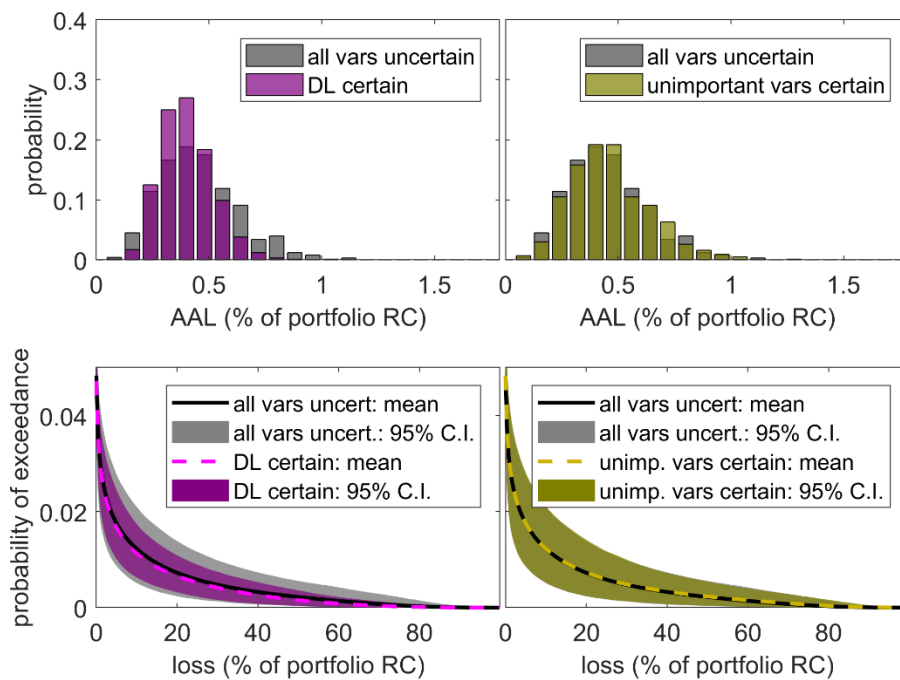 0.4
0.3
0.2
0.1
0
probability
all vars uncertain
DL certain
0
0.5
1
1.5
AAL (% of portfolio RC)
all vars uncertain
unimportant vars certain
0
0.5
1
1.5
AAL (% of portfolio RC)
0.04
0.02
0
probability of exceedance
all vars uncert: mean
all vars uncert.: 95% C.I.
DL certain: mean
DL certain: 95% C.I.
0
20
40
60
80
loss (% of portfolio RC)
all vars uncert: mean
all vars uncert.: 95% C.I.
unimp. vars certain: mean
unimp. vars certain: 95% C.I.
0
20
40
60
80
loss (% of portfolio RC)